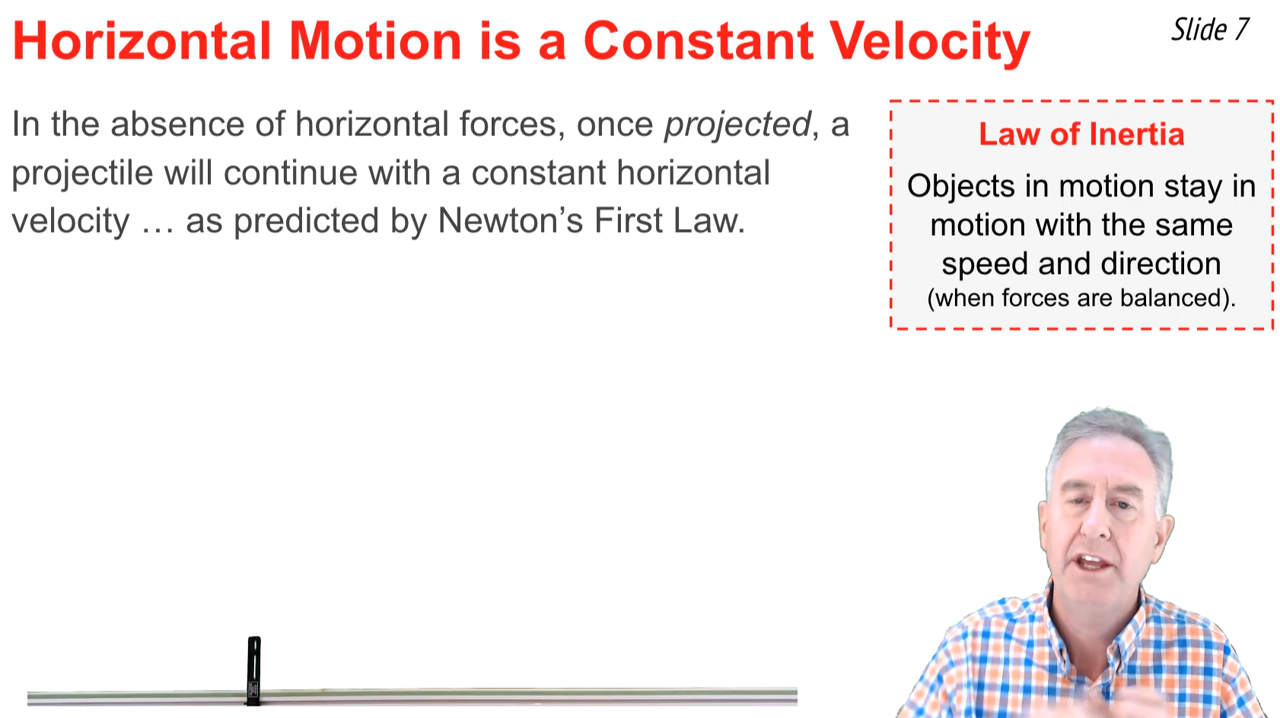 Horizontal Motion is a Constant Velocity
Slide 7
In the absence of horizontal forces, once projected, a
projectile will continue with a constant horizontal
velocity … as predicted by Newton’s First Law.
Law of Inertia
Objects in motion stay in
motion with the same
speed and direction
(when forces are balanced).